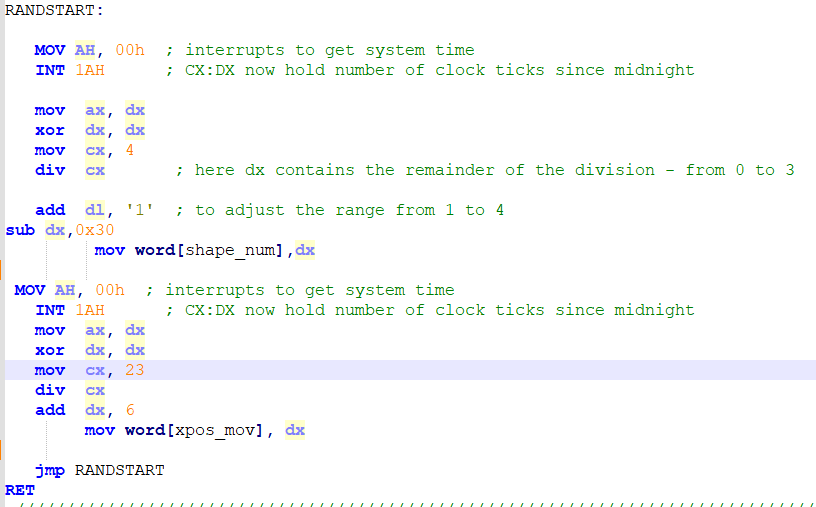 RANDSTART:
MOV AH, 00h ; interrupts to get system time
INT 1AH ; CX:DX now hold number of clock ticks since midnight
mov ax, dx
xor dx, dx
mov cx, 4
div cx ; here dx contains the remainder of the division - from 0 to 3
add dl, '1' ; to adjust the range from 1 to 4
sub dx,0x30
mov word[shape_num],dx
MOV AH, 00h ; interrupts to get system time
INT 1AH ; CX:DX now hold number of clock ticks since midnight
mov ax, dx
xor dx, dx
mov cx, 23
div cx
add dx, 6
mov word[xpos_mov], dx
jmp RANDSTART
RET